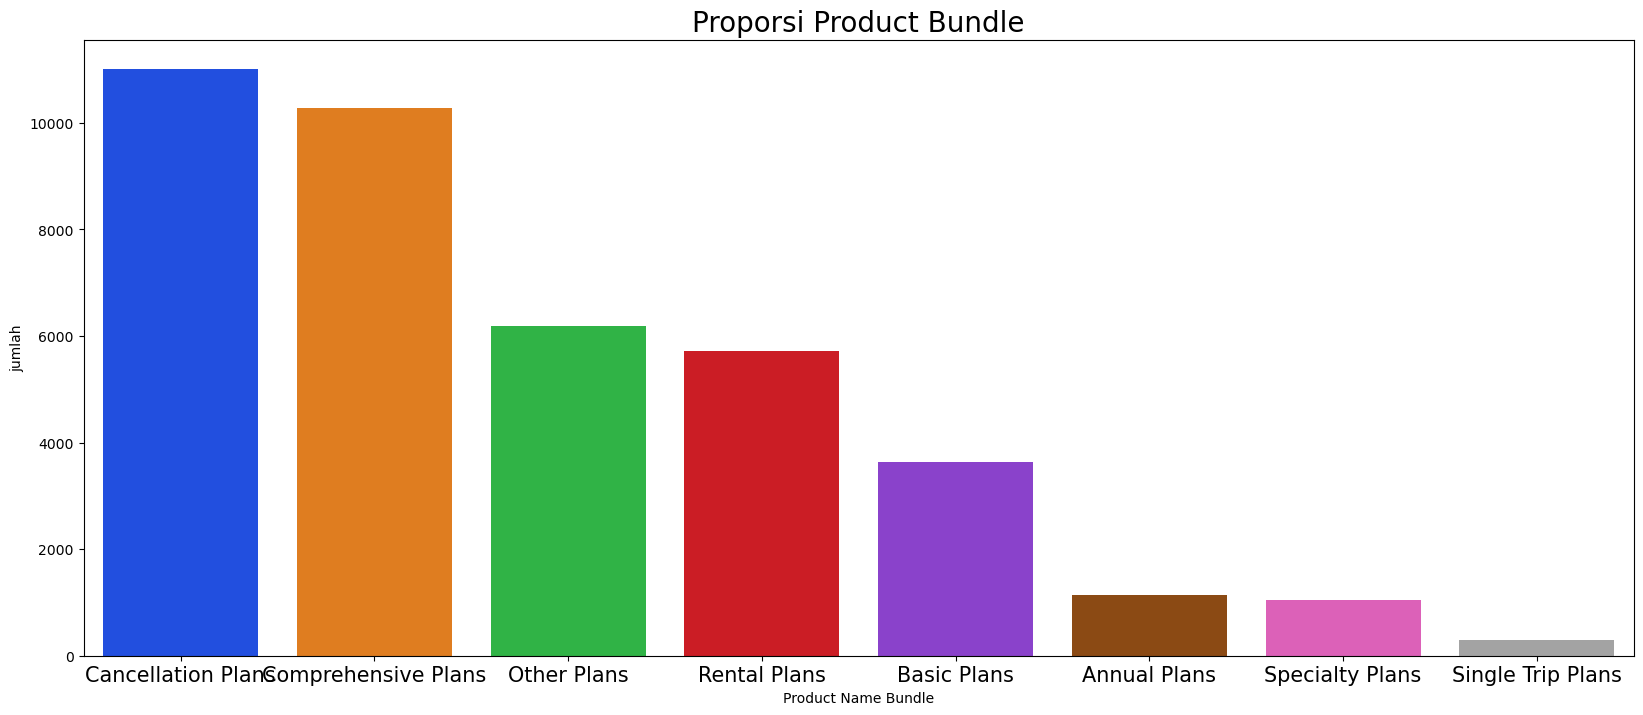 Proporsi Product Bundle
jumlah
10000
8000
6000
4000
2000
0
Cancellation Plans Comprehensive Plans Other Plans Rental Plans Basic Plans Annual Plans Specialty Plans Single Trip Plans
Product Name Bundle